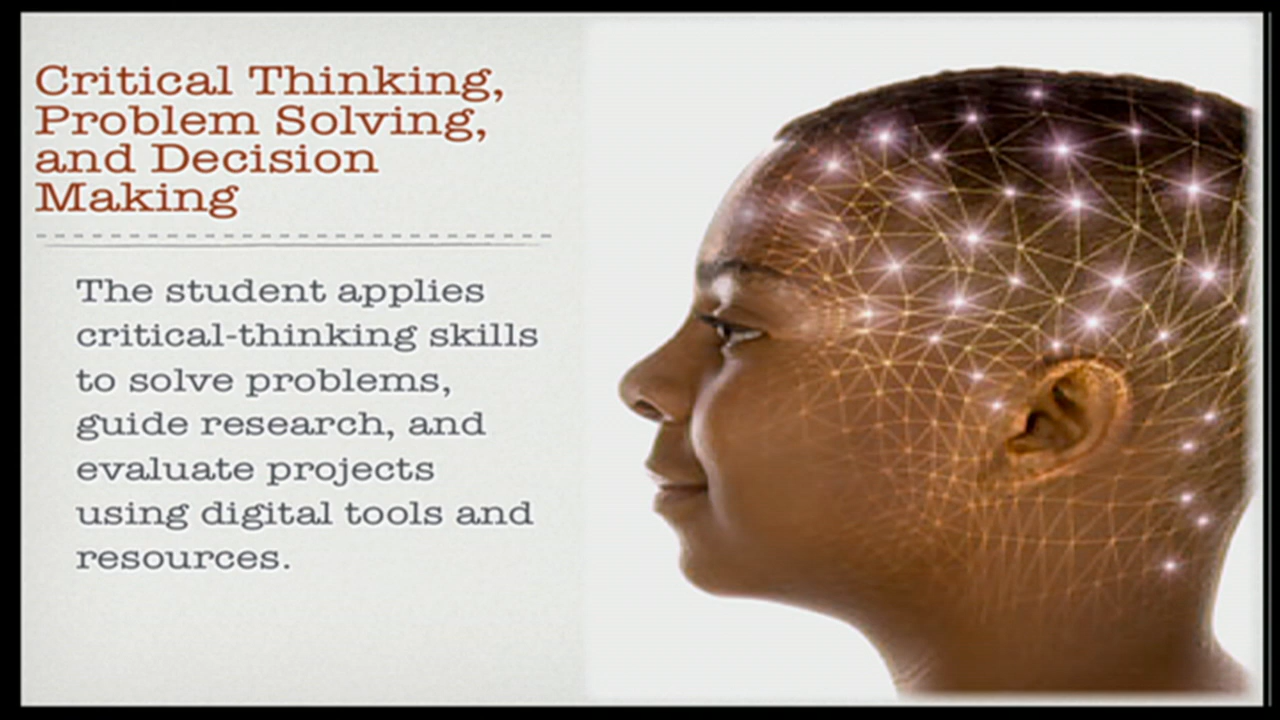 Critical Thinking,
Problem Solving,
and Decision
Making
The student applies
critical-thinking skills
to solve problems,
guide research, and
evaluate projects
using digital tools and
resources.